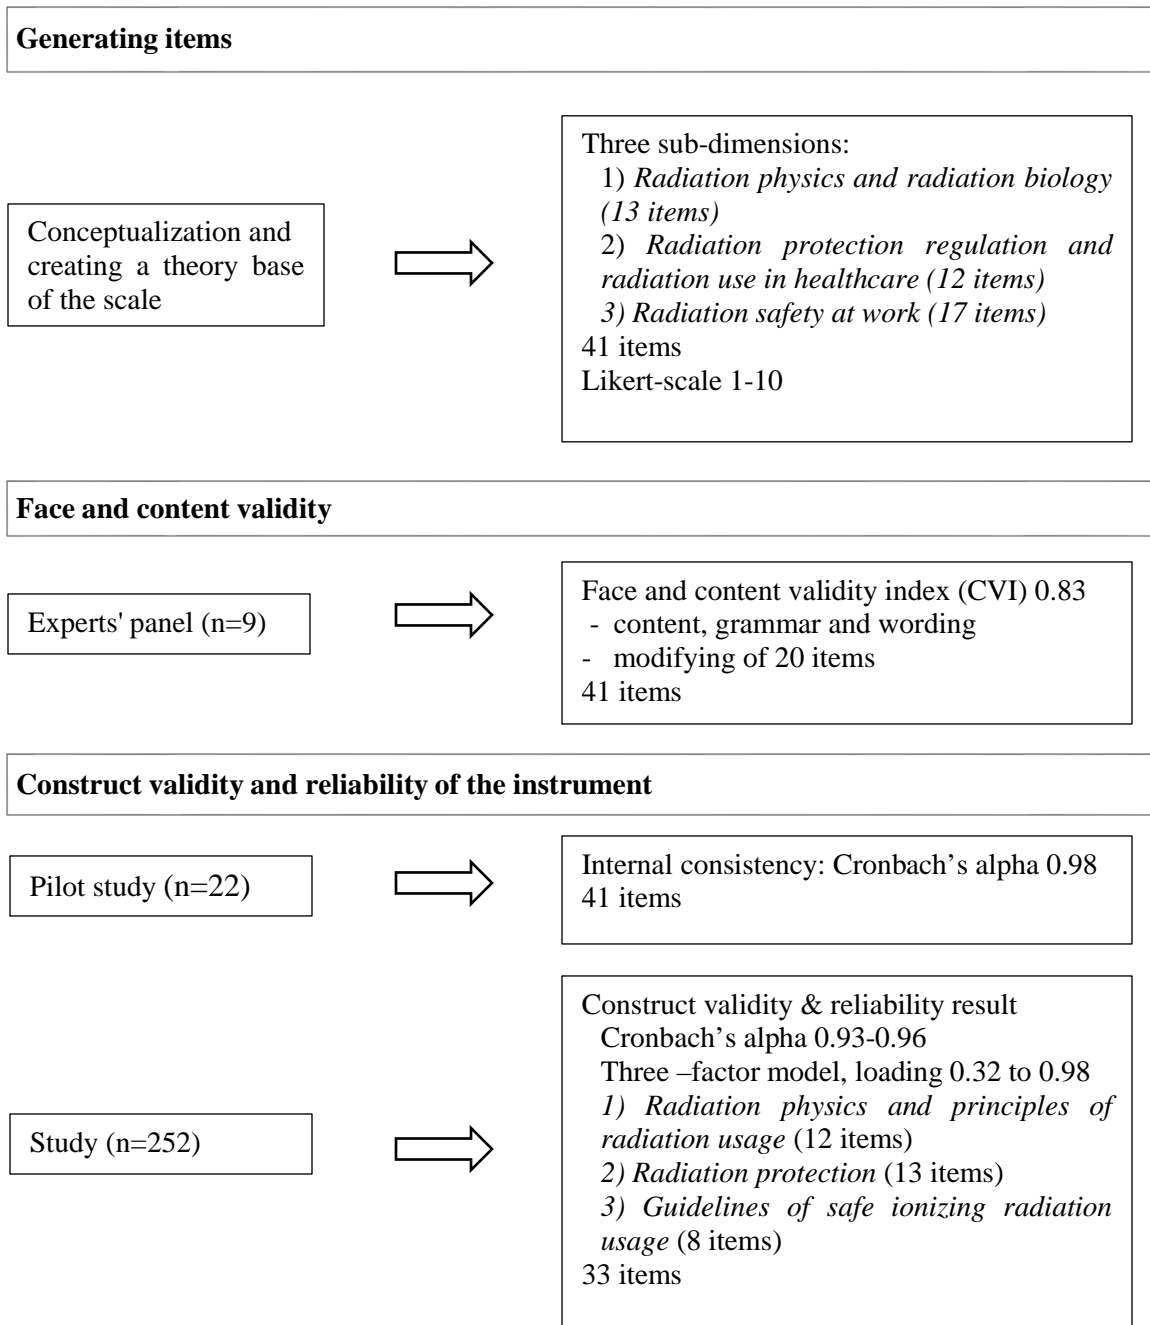 Generating items
Conceptualization and
creating a theory base
of the scale
Three sub-dimensions:
1) Radiation physics and radiation biology
(13 items)
2) Radiation protection regulation and
radiation use in healthcare (12 items)
3) Radiation safety at work (17 items)
41 items
Likert-scale 1-10
Face and content validity
Experts' panel (n=9)
Face and content validity index (CVI) 0.83
- content, grammar and wording
- modifying of 20 items
41 items
Construct validity and reliability of the instrument
Pilot study (n=22)
Internal consistency: Cronbach’s alpha 0.98
41 items
Study (n=252)
Construct validity & reliability result
Cronbach’s alpha 0.93-0.96
Three –factor model, loading 0.32 to 0.98
1) Radiation physics and principles of
radiation usage (12 items)
2) Radiation protection (13 items)
3) Guidelines of safe ionizing radiation
usage (8 items)
33 items